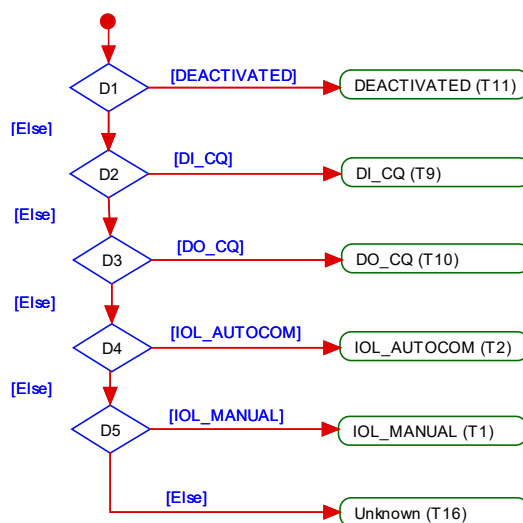 [DEACTIVATED]
D1
DEACTIVATED (T11)
[Else]
[DI_CQ]
D2
DI_CQ (T9)
[Else]
[DO_CQ]
D3
DO_CQ (T10)
[Else]
[IOL_AUTOCOM]
D4
IOL_AUTOCOM (T2)
[Else]
[IOL_MANUAL]
D5
IOL_MANUAL (T1)
[Else]
Unknown (T16)